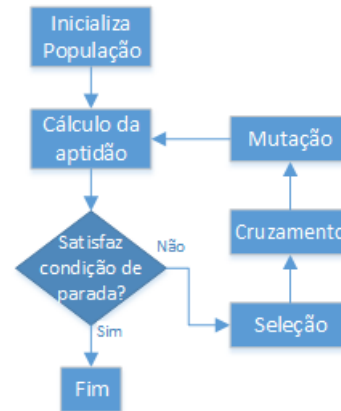 Inicializa
População
Cálculo da
aptidão
Mutação
Satisfaz
condição de
parada?
Não
Cruzamento
Sim
Seleção
Fim